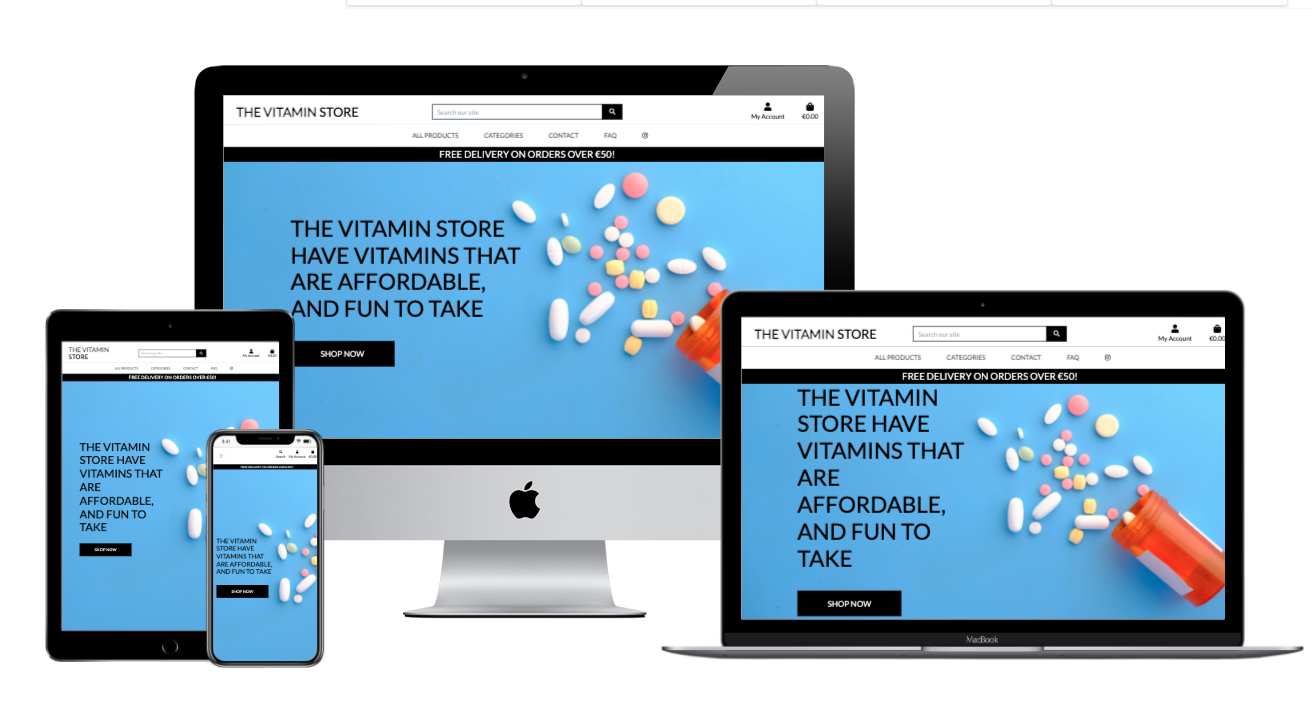 THE VITAMIN STORE
Search our site
My Account
€0.00
ALL PRODUCTS CATEGORIES CONTACT FAQ
FREE DELIVERY ON ORDERS OVER €50!
THE VITAMIN STORE
HAVE VITAMINS THAT
ARE AFFORDABLE,
AND FUN TO TAKE
SHOP NOW
THE VITAMIN
STORE
Search our site
My Account
€0.00
ALL PRODUCTS CATEGORIES CONTACT FAQ
FREE DELIVERY ON ORDERS OVER €50!
THE VITAMIN
STORE HAVE
VITAMINS THAT
ARE
AFFORDABLE,
AND FUN TO
TAKE
SHOP NOW
9:41
Search My Account €0.00
FREE DELIVERY ON ORDERS OVER €50!
THE VITAMIN
STORE HAVE
VITAMINS THAT
ARE AFFORDABLE,
AND FUN TO TAKE
SHOP NOW
THE VITAMIN STORE
Search our site
My Account
€0.00
ALL PRODUCTS CATEGORIES CONTACT FAQ
FREE DELIVERY ON ORDERS OVER €50!
THE VITAMIN
STORE HAVE
VITAMINS THAT
ARE
AFFORDABLE,
AND FUN TO
TAKE
SHOP NOW
MacBook